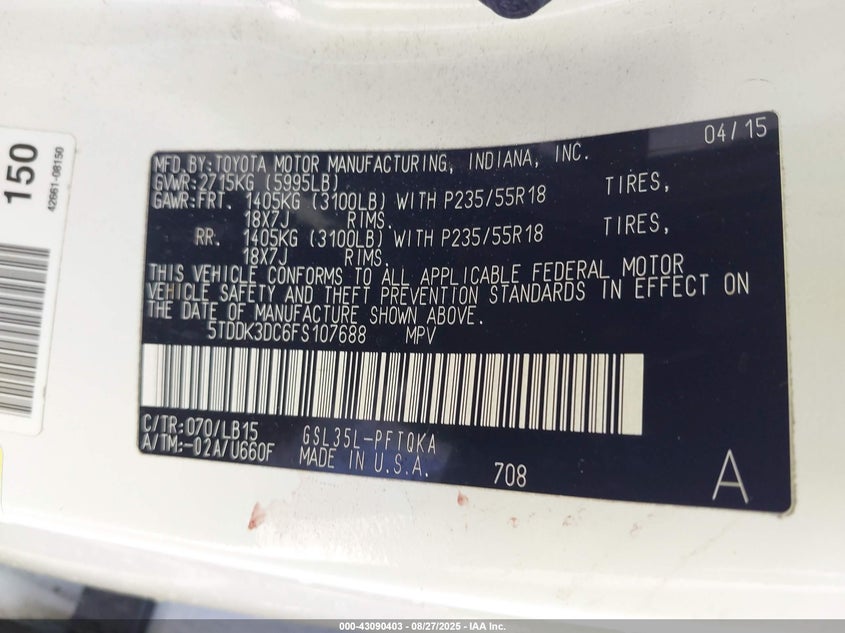 150
42661-08150
04/15
MFD.BY:TOYOTA MOTOR MANUFACTURING, INDIANA, INC.
GVWR:2715KG (5995LB)
GAWR:FRT. 1405KG (3100LB) WITH P235/55R18 TIRES,
18X7J RIMS.
RR. 1405KG (3100LB) WITH P235/55R18 TIRES,
18X7J RIMS.
THIS VEHICLE CONFORMS TO ALL APPLICABLE FEDERAL MOTOR
VEHICLE SAFETY AND THEFT PREVENTION STANDARDS IN EFFECT ON
THE DATE OF MANUFACTURE SHOWN ABOVE.
5TDDK3DC6FS107688 MPV
C/TR:070/LB15 GSL35L-PFTQKA
A/TM:-02A/U660F MADE IN U.S.A.
708
A
000-43090403 - 08/27/2025 - IAA Inc.